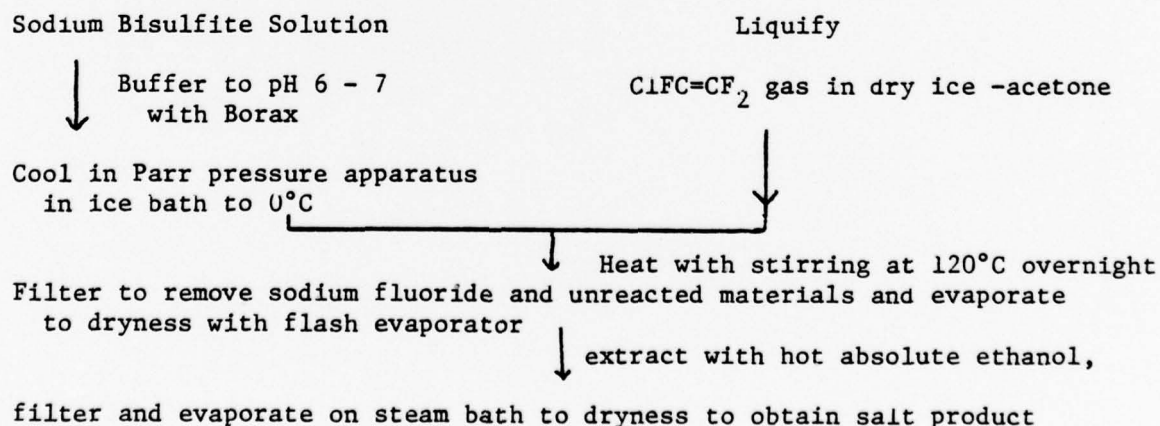 Sodium Bisulfite Solution
Liquify
Buffer to pH 6 - 7
with Borax
ClFC=CF2 gas in dry ice -acetone
Cool in Parr pressure apparatus
in ice bath to 0°C
Heat with stirring at 120°C overnight
Filter to remove sodium fluoride and unreacted materials and evaporate
to dryness with flash evaporator
extract with hot absolute ethanol,
filter and evaporate on steam bath to dryness to obtain salt product